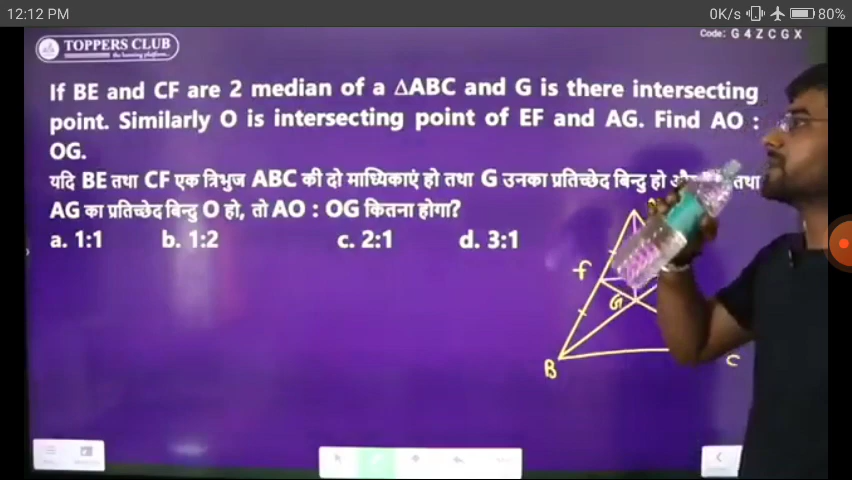 12:12 PM 0K/s 80%
Code: G 4 Z C G X
TOPPERS CLUB
the learning platform
If BE and CF are 2 median of a ΔABC and G is there intersecting
point. Similarly O is intersecting point of EF and AG. Find AO :
OG.
यदि BE तथा CF एक त्रिभुज ABC की दो माध्यिकाएं हो तथा G उनका प्रतिच्छेद बिन्दु हो तथा
AG का प्रतिच्छेद बिन्दु O हो, तो AO : OG कितना होगा?
a. 1:1 b. 1:2 c. 2:1 d. 3:1
f
G
B
C